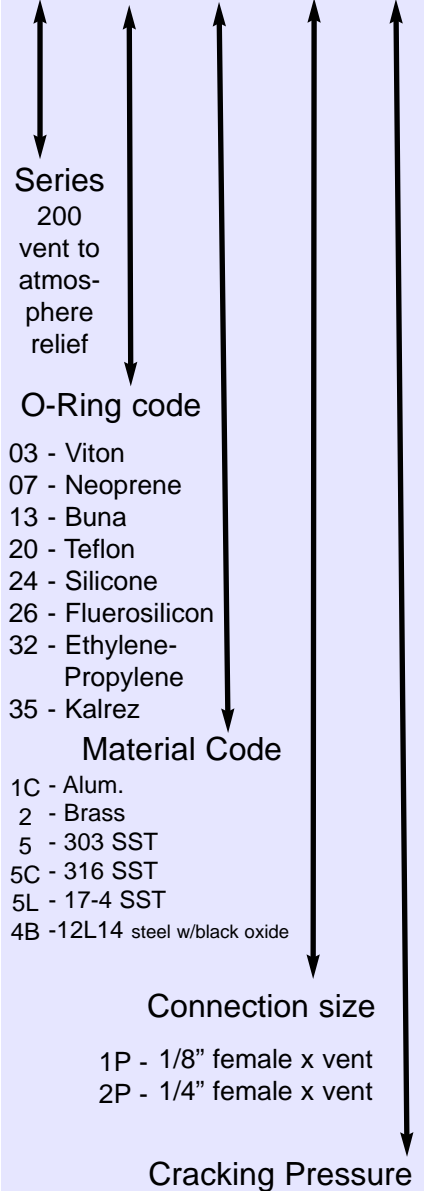 Series
200
vent to
atmos-
phere
relief
O-Ring code
03 - Viton
07 - Neoprene
13 - Buna
20 - Teflon
24 - Silicone
26 - Fluerosilicon
32 - Ethylene-
Propylene
35 - Kalrez
Material Code
1C - Alum.
2 - Brass
5 - 303 SST
5C - 316 SST
5L - 17-4 SST
4B -12L14 steel w/black oxide
Connection size
1P - 1/8” female x vent
2P - 1/4” female x vent
Cracking Pressure